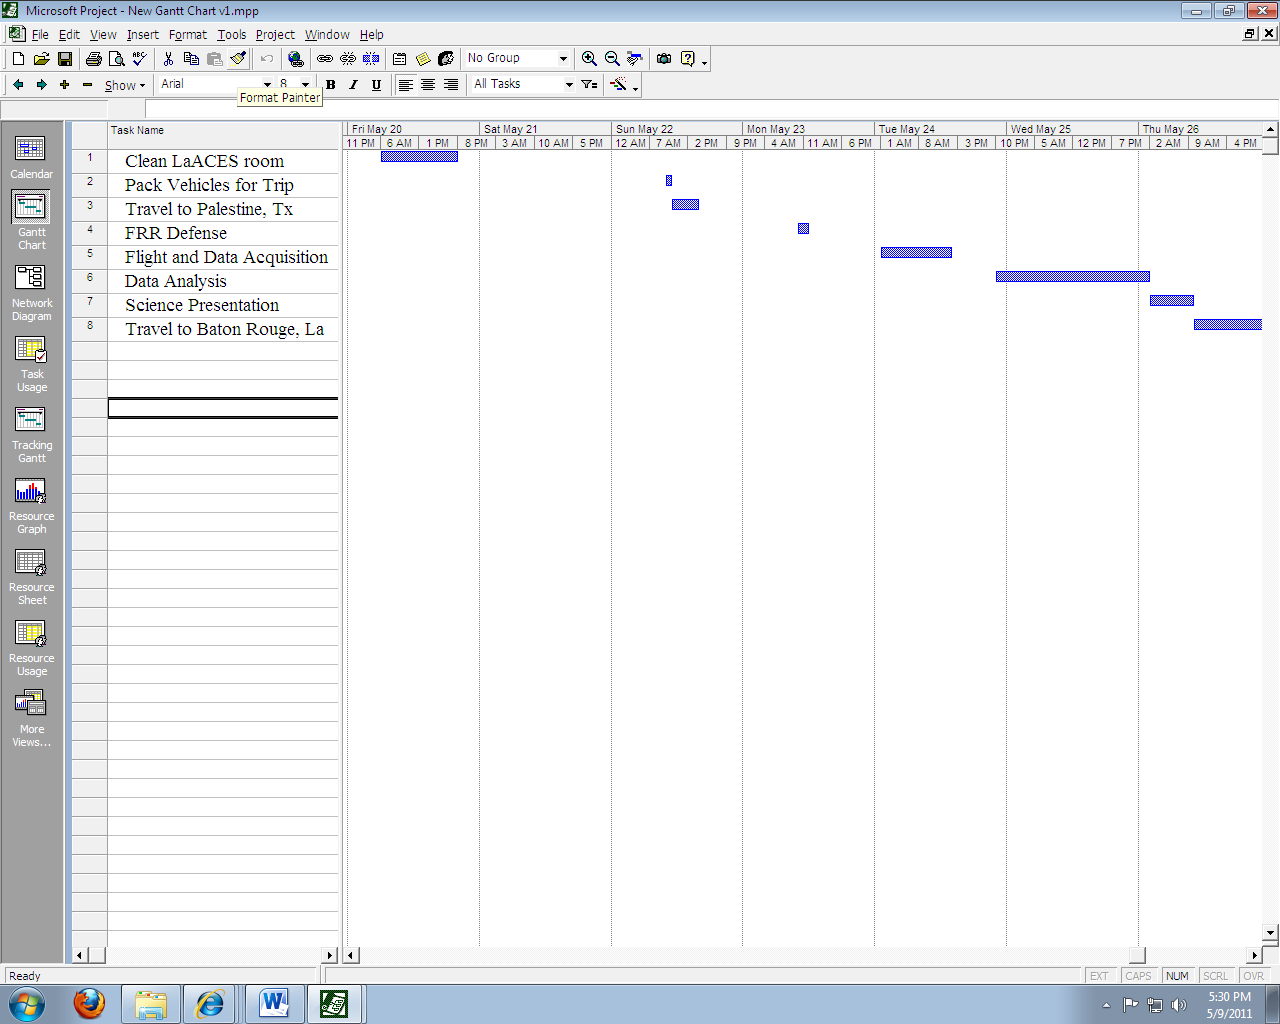 Microsoft Project - New Gantt Chart v1.mpp
File Edit View Insert Format Tools Project Window Help
No Group
Show Arial 8 B I U All Tasks
Format Painter
Task Name
Fri May 20 Sat May 21 Sun May 22 Mon May 23 Tue May 24 Wed May 25 Thu May 26
11 PM 6 AM 1 PM 8 PM 3 AM 10 AM 5 PM 12 AM 7 AM 2 PM 9 PM 4 AM 11 AM 6 PM 1 AM 8 AM 3 PM 10 PM 5 AM 12 PM 7 PM 2 AM 9 AM 4 PM
1 Clean LaACES room
2 Pack Vehicles for Trip
3 Travel to Palestine, Tx
4 FRR Defense
5 Flight and Data Acquisition
6 Data Analysis
7 Science Presentation
8 Travel to Baton Rouge, La
Calendar
Gantt
Chart
Network
Diagram
Task
Usage
Tracking
Gantt
Resource
Graph
Resource
Sheet
Resource
Usage
More
Views...
Ready
EXT CAPS NUM SCRL OVR
5:30 PM
5/9/2011